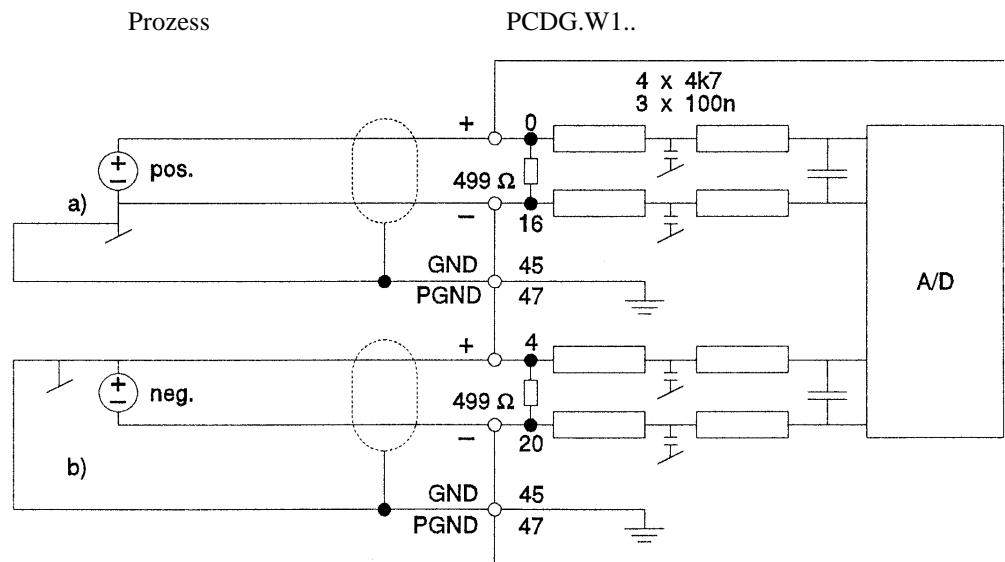 Prozess PCDG.W1..
4 x 4k7
3 x 100n
+ 0
+
− pos.
499 Ω
a)
− 16
GND 45
PGND 47
A/D
+ 4
+
− neg.
499 Ω
− 20
b)
GND 45
PGND 47